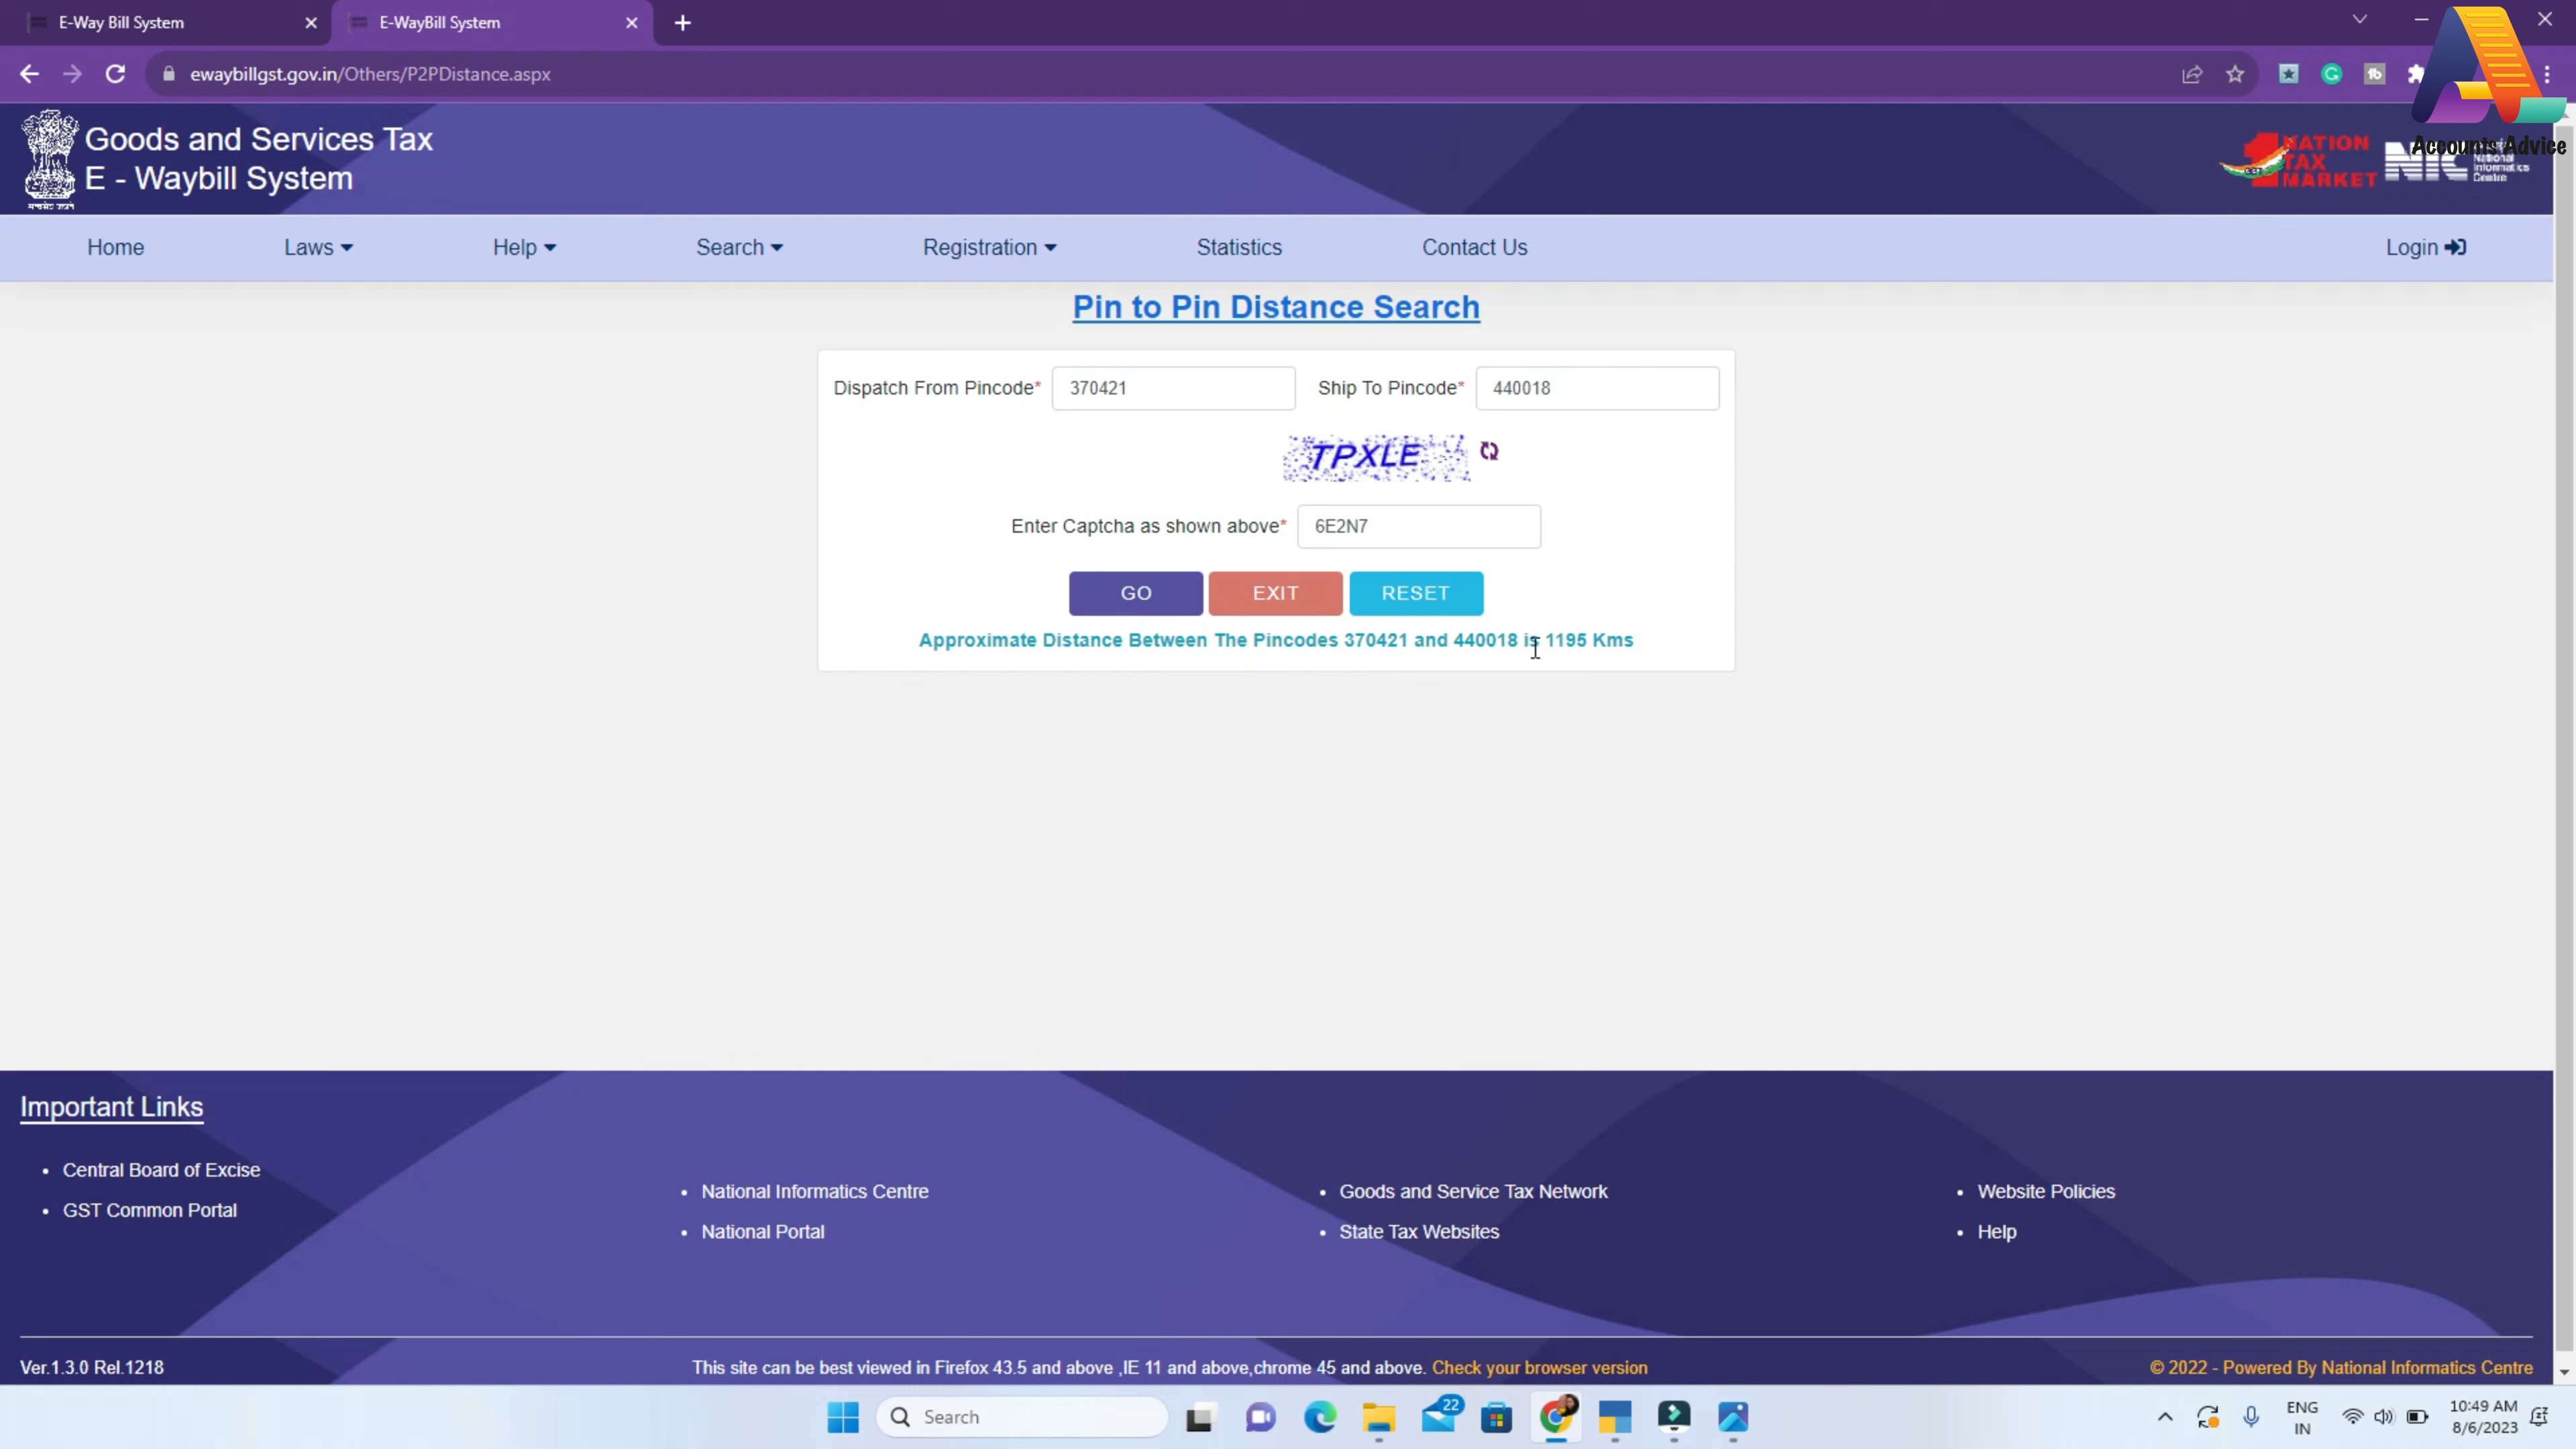 E-Way Bill System
E-WayBill System
ewaybillgst.gov.in/Others/P2PDistance.aspx
Goods and Services Tax
E - Waybill System
NATION
TAX
MARKET
NIC
National
Informatics
Centre
Accounts Advice
Home
Laws
Help
Search
Registration
Statistics
Contact Us
Login
Pin to Pin Distance Search
Dispatch From Pincode* 370421
Ship To Pincode* 440018
TPXLE
Enter Captcha as shown above* 6E2N7
GO
EXIT
RESET
Approximate Distance Between The Pincodes 370421 and 440018 is 1195 Kms
Important Links
Central Board of Excise
GST Common Portal
National Informatics Centre
National Portal
Goods and Service Tax Network
State Tax Websites
Website Policies
Help
Ver.1.3.0 Rel.1218
This site can be best viewed in Firefox 43.5 and above ,IE 11 and above,chrome 45 and above. Check your browser version
© 2022 - Powered By National Informatics Centre
Search
22
ENG
IN
10:49 AM
8/6/2023